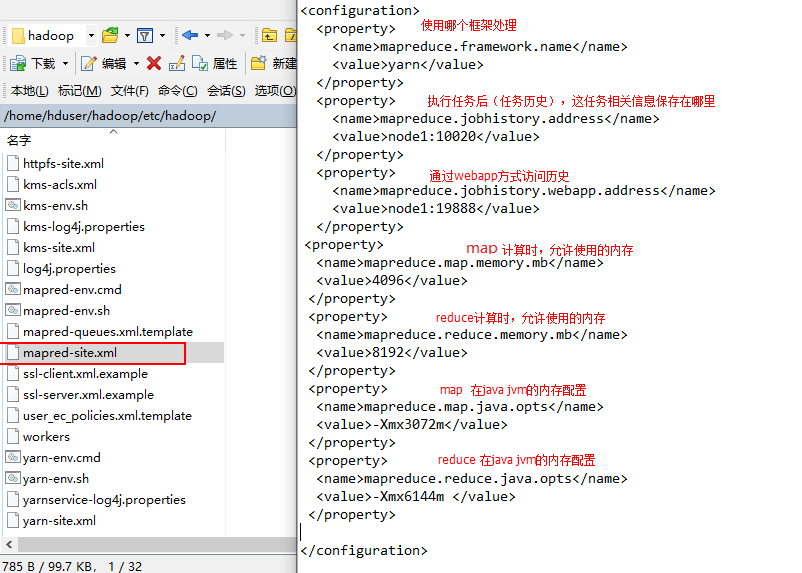 hadoop
下载
编辑
属性
新建
本地(L) 标记(M) 文件(F) 命令(C) 会话(S) 选项(O)
/home/hduser/hadoop/etc/hadoop/
名字
httpfs-site.xml
kms-acls.xml
kms-env.sh
kms-log4j.properties
kms-site.xml
log4j.properties
mapred-env.cmd
mapred-env.sh
mapred-queues.xml.template
mapred-site.xml
ssl-client.xml.example
ssl-server.xml.example
user_ec_policies.xml.template
workers
yarn-env.cmd
yarn-env.sh
yarnservice-log4j.properties
yarn-site.xml
785 B / 99.7 KB, 1 / 32
<configuration>
<property> 使用哪个框架处理
<name>mapreduce.framework.name</name>
<value>yarn</value>
</property>
<property> 执行任务后（任务历史），这任务相关信息保存在哪里
<name>mapreduce.jobhistory.address</name>
<value>node1:10020</value>
</property>
<property> 通过webapp方式访问历史
<name>mapreduce.jobhistory.webapp.address</name>
<value>node1:19888</value>
</property>
<property> map 计算时，允许使用的内存
<name>mapreduce.map.memory.mb</name>
<value>4096</value>
</property>
<property> reduce计算时，允许使用的内存
<name>mapreduce.reduce.memory.mb</name>
<value>8192</value>
</property>
<property> map 在java jvm的内存配置
<name>mapreduce.map.java.opts</name>
<value>-Xmx3072m</value>
</property>
<property> reduce 在java jvm的内存配置
<name>mapreduce.reduce.java.opts</name>
<value>-Xmx6144m </value>
</property>
</configuration>